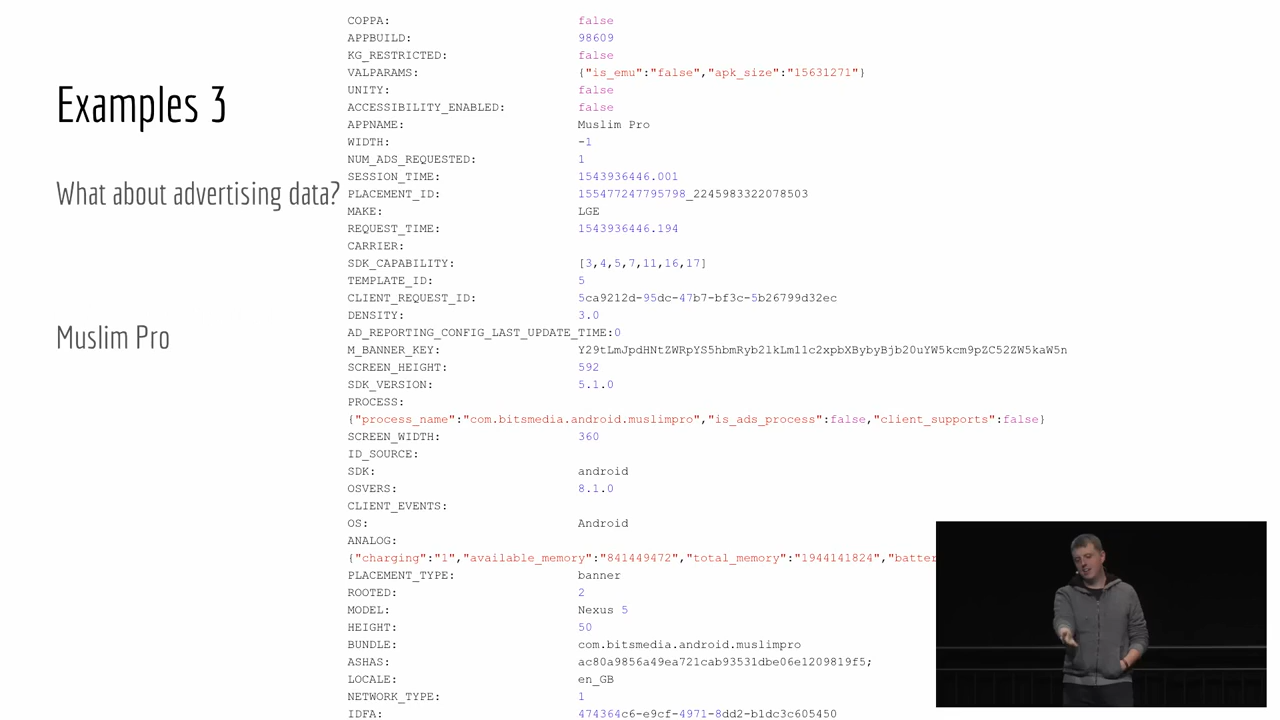 Examples 3
What about advertising data?
Muslim Pro
COPPA: false
APPBUILD: 98609
KG_RESTRICTED: false
VALPARAMS: {"is_emu":"false","apk_size":"15631271"}
UNITY: false
ACCESSIBILITY_ENABLED: false
APPNAME: Muslim Pro
WIDTH: -1
NUM_ADS_REQUESTED: 1
SESSION_TIME: 1543936446.001
PLACEMENT_ID: 155477247795798_2245983322078503
MAKE: LGE
REQUEST_TIME: 1543936446.194
CARRIER:
SDK_CAPABILITY: [3,4,5,7,11,16,17]
TEMPLATE_ID: 5
CLIENT_REQUEST_ID: 5ca9212d-95dc-47b7-bf3c-5b26799d32ec
DENSITY: 3.0
AD_REPORTING_CONFIG_LAST_UPDATE_TIME:0
M_BANNER_KEY: Y29tLmJpdHNtZWRpYS5hbmRyb2lkLm11c2xpbXBybyBjb20uYW5kcm9pZC52ZW5kaW5n
SCREEN_HEIGHT: 592
SDK_VERSION: 5.1.0
PROCESS:
{"process_name":"com.bitsmedia.android.muslimpro","is_ads_process":false,"client_supports":false}
SCREEN_WIDTH: 360
ID_SOURCE:
SDK: android
OSVERS: 8.1.0
CLIENT_EVENTS:
OS: Android
ANALOG:
{"charging":"1","available_memory":"841449472","total_memory":"1944141824","batter
PLACEMENT_TYPE: banner
ROOTED: 2
MODEL: Nexus 5
HEIGHT: 50
BUNDLE: com.bitsmedia.android.muslimpro
ASHAS: ac80a9856a49ea721cab93531dbe06e1209819f5;
LOCALE: en_GB
NETWORK_TYPE: 1
IDFA: 474364c6-e9cf-4971-8dd2-b1dc3c605450